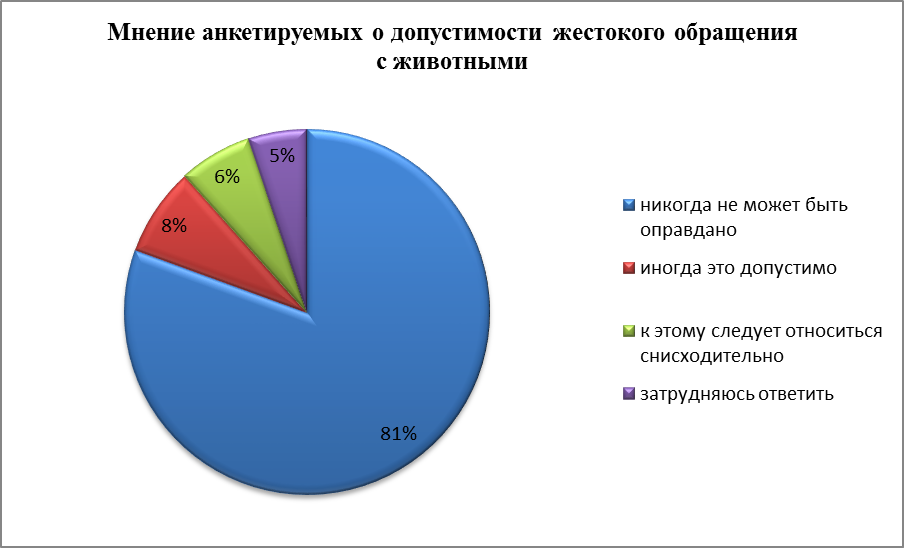 Мнение анкетируемых о допустимости жестокого обращения
с животными
5%
6%
8%
81%
никогда не может быть
оправдано
иногда это допустимо
к этому следует относиться
снисходительно
затрудняюсь ответить